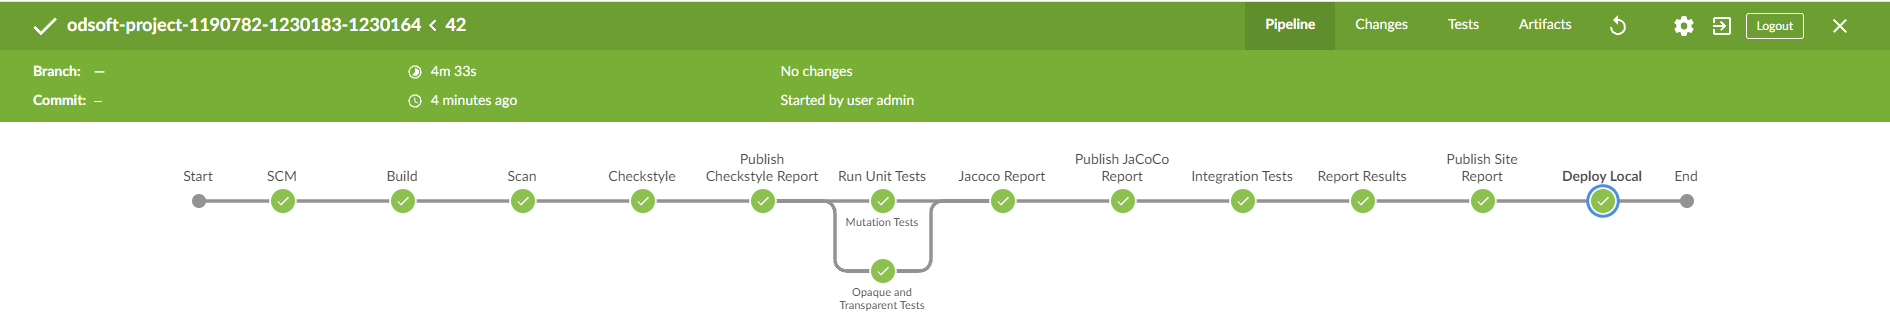 odsoft-project-1190782-1230183-1230164 < 42
Pipeline Changes Tests Artifacts Logout
Branch: — 4m 33s No changes
Commit: — 4 minutes ago Started by user admin
Start
SCM
Build
Scan
Checkstyle
Publish
Checkstyle Report
Run Unit Tests
Mutation Tests
Opaque and
Transparent Tests
Jacoco Report
Publish JaCoCo
Report
Integration Tests
Report Results
Publish Site
Report
Deploy Local
End